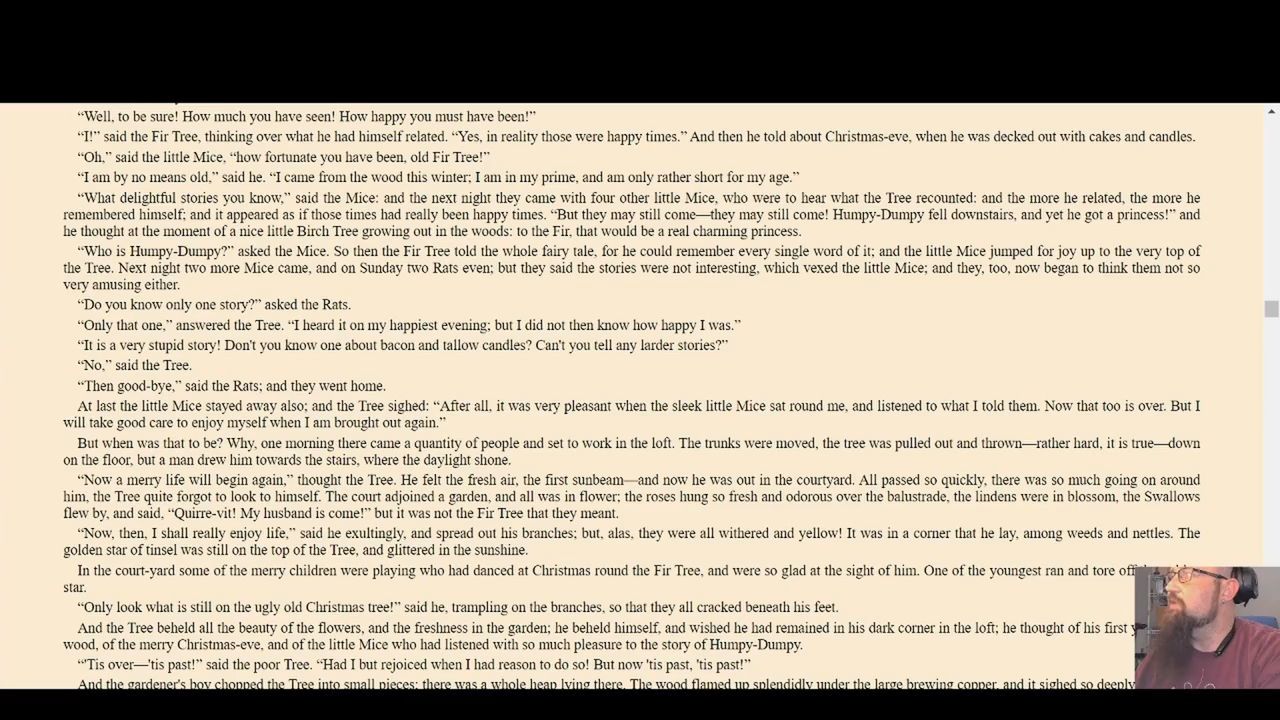 “Well, to be sure! How much you have seen! How happy you must have been!”
“I!” said the Fir Tree, thinking over what he had himself related. “Yes, in reality those were happy times.” And then he told about Christmas-eve, when he was decked out with cakes and candles.
“Oh,” said the little Mice, “how fortunate you have been, old Fir Tree!”
“I am by no means old,” said he. “I came from the wood this winter; I am in my prime, and am only rather short for my age.”
“What delightful stories you know,” said the Mice: and the next night they came with four other little Mice, who were to hear what the Tree recounted: and the more he related, the more he
remembered himself; and it appeared as if those times had really been happy times. “But they may still come—they may still come! Humpy-Dumpy fell downstairs, and yet he got a princess!” and
he thought at the moment of a nice little Birch Tree growing out in the woods: to the Fir, that would be a real charming princess.
“Who is Humpy-Dumpy?” asked the Mice. So then the Fir Tree told the whole fairy tale, for he could remember every single word of it; and the little Mice jumped for joy up to the very top of
the Tree. Next night two more Mice came, and on Sunday two Rats even; but they said the stories were not interesting, which vexed the little Mice; and they, too, now began to think them not so
very amusing either.
“Do you know only one story?” asked the Rats.
“Only that one,” answered the Tree. “I heard it on my happiest evening; but I did not then know how happy I was.”
“It is a very stupid story! Don't you know one about bacon and tallow candles? Can't you tell any larder stories?”
“No,” said the Tree.
“Then good-bye,” said the Rats; and they went home.
At last the little Mice stayed away also; and the Tree sighed: “After all, it was very pleasant when the sleek little Mice sat round me, and listened to what I told them. Now that too is over. But I
will take good care to enjoy myself when I am brought out again.”
But when was that to be? Why, one morning there came a quantity of people and set to work in the loft. The trunks were moved, the tree was pulled out and thrown—rather hard, it is true—down
on the floor, but a man drew him towards the stairs, where the daylight shone.
“Now a merry life will begin again,” thought the Tree. He felt the fresh air, the first sunbeam—and now he was out in the courtyard. All passed so quickly, there was so much going on around
him, the Tree quite forgot to look to himself. The court adjoined a garden, and all was in flower; the roses hung so fresh and odorous over the balustrade, the lindens were in blossom, the Swallows
flew by, and said, “Quirre-vit! My husband is come!” but it was not the Fir Tree that they meant.
“Now, then, I shall really enjoy life,” said he exultingly, and spread out his branches; but, alas, they were all withered and yellow! It was in a corner that he lay, among weeds and nettles. The
golden star of tinsel was still on the top of the Tree, and glittered in the sunshine.
In the court-yard some of the merry children were playing who had danced at Christmas round the Fir Tree, and were so glad at the sight of him. One of the youngest ran and tore
star.
“Only look what is still on the ugly old Christmas tree!” said he, trampling on the branches, so that they all cracked beneath his feet.
And the Tree beheld all the beauty of the flowers, and the freshness in the garden; he beheld himself, and wished he had remained in his dark corner in the loft; he thought of his first
wood, of the merry Christmas-eve, and of the little Mice who had listened with so much pleasure to the story of Humpy-Dumpy.
“'Tis over—'tis past!” said the poor Tree. “Had I but rejoiced when I had reason to do so! But now 'tis past, 'tis past!”
And the gardener's boy chopped the Tree into small pieces; there was a whole heap lying there. The wood flamed up splendidly under the large brewing copper, and it sighed so deeply